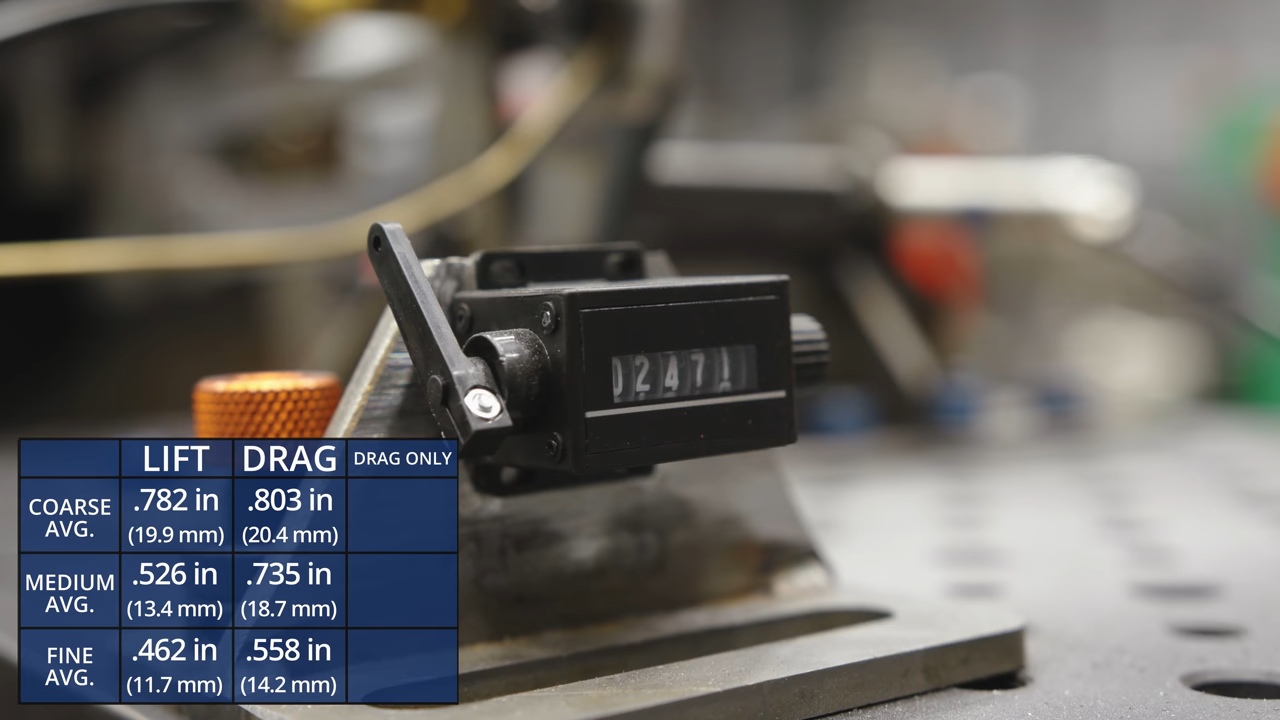 02471
LIFT DRAG DRAG ONLY
COARSE AVG. .782 in (19.9 mm) .803 in (20.4 mm)
MEDIUM AVG. .526 in (13.4 mm) .735 in (18.7 mm)
FINE AVG. .462 in (11.7 mm) .558 in (14.2 mm)